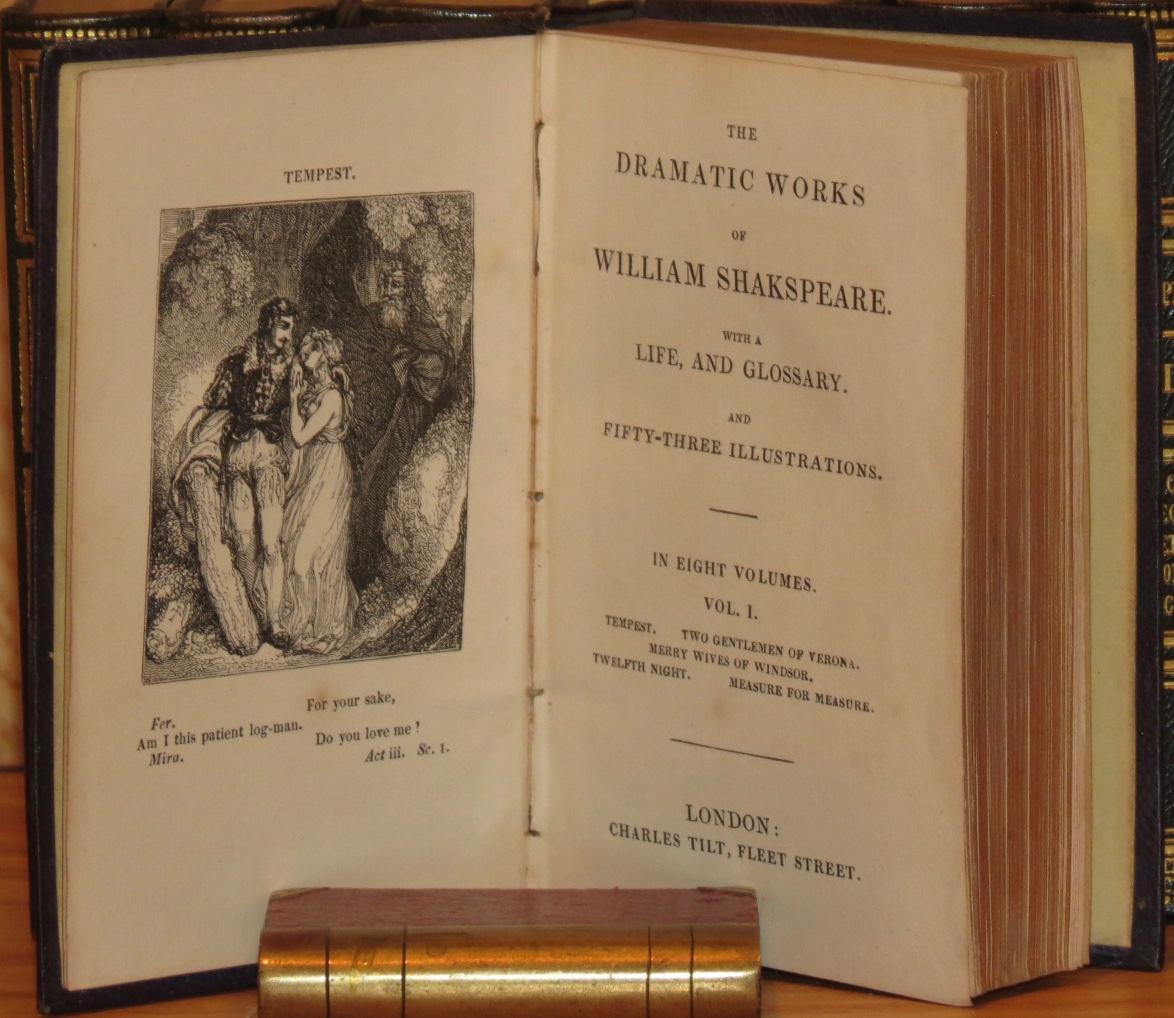 TEMPEST.
For your sake,
Fer.
Am I this patient log-man.
Do you love me?
Mira.
Act iii. Sc. 1.
THE
DRAMATIC WORKS
OF
WILLIAM SHAKSPEARE.
WITH A
LIFE, AND GLOSSARY.
AND
FIFTY-THREE ILLUSTRATIONS.
IN EIGHT VOLUMES.
VOL. I.
TEMPEST. TWO GENTLEMEN OF VERONA.
MERRY WIVES OF WINDSOR.
TWELFTH NIGHT. MEASURE FOR MEASURE.
LONDON:
CHARLES TILT, FLEET STREET.